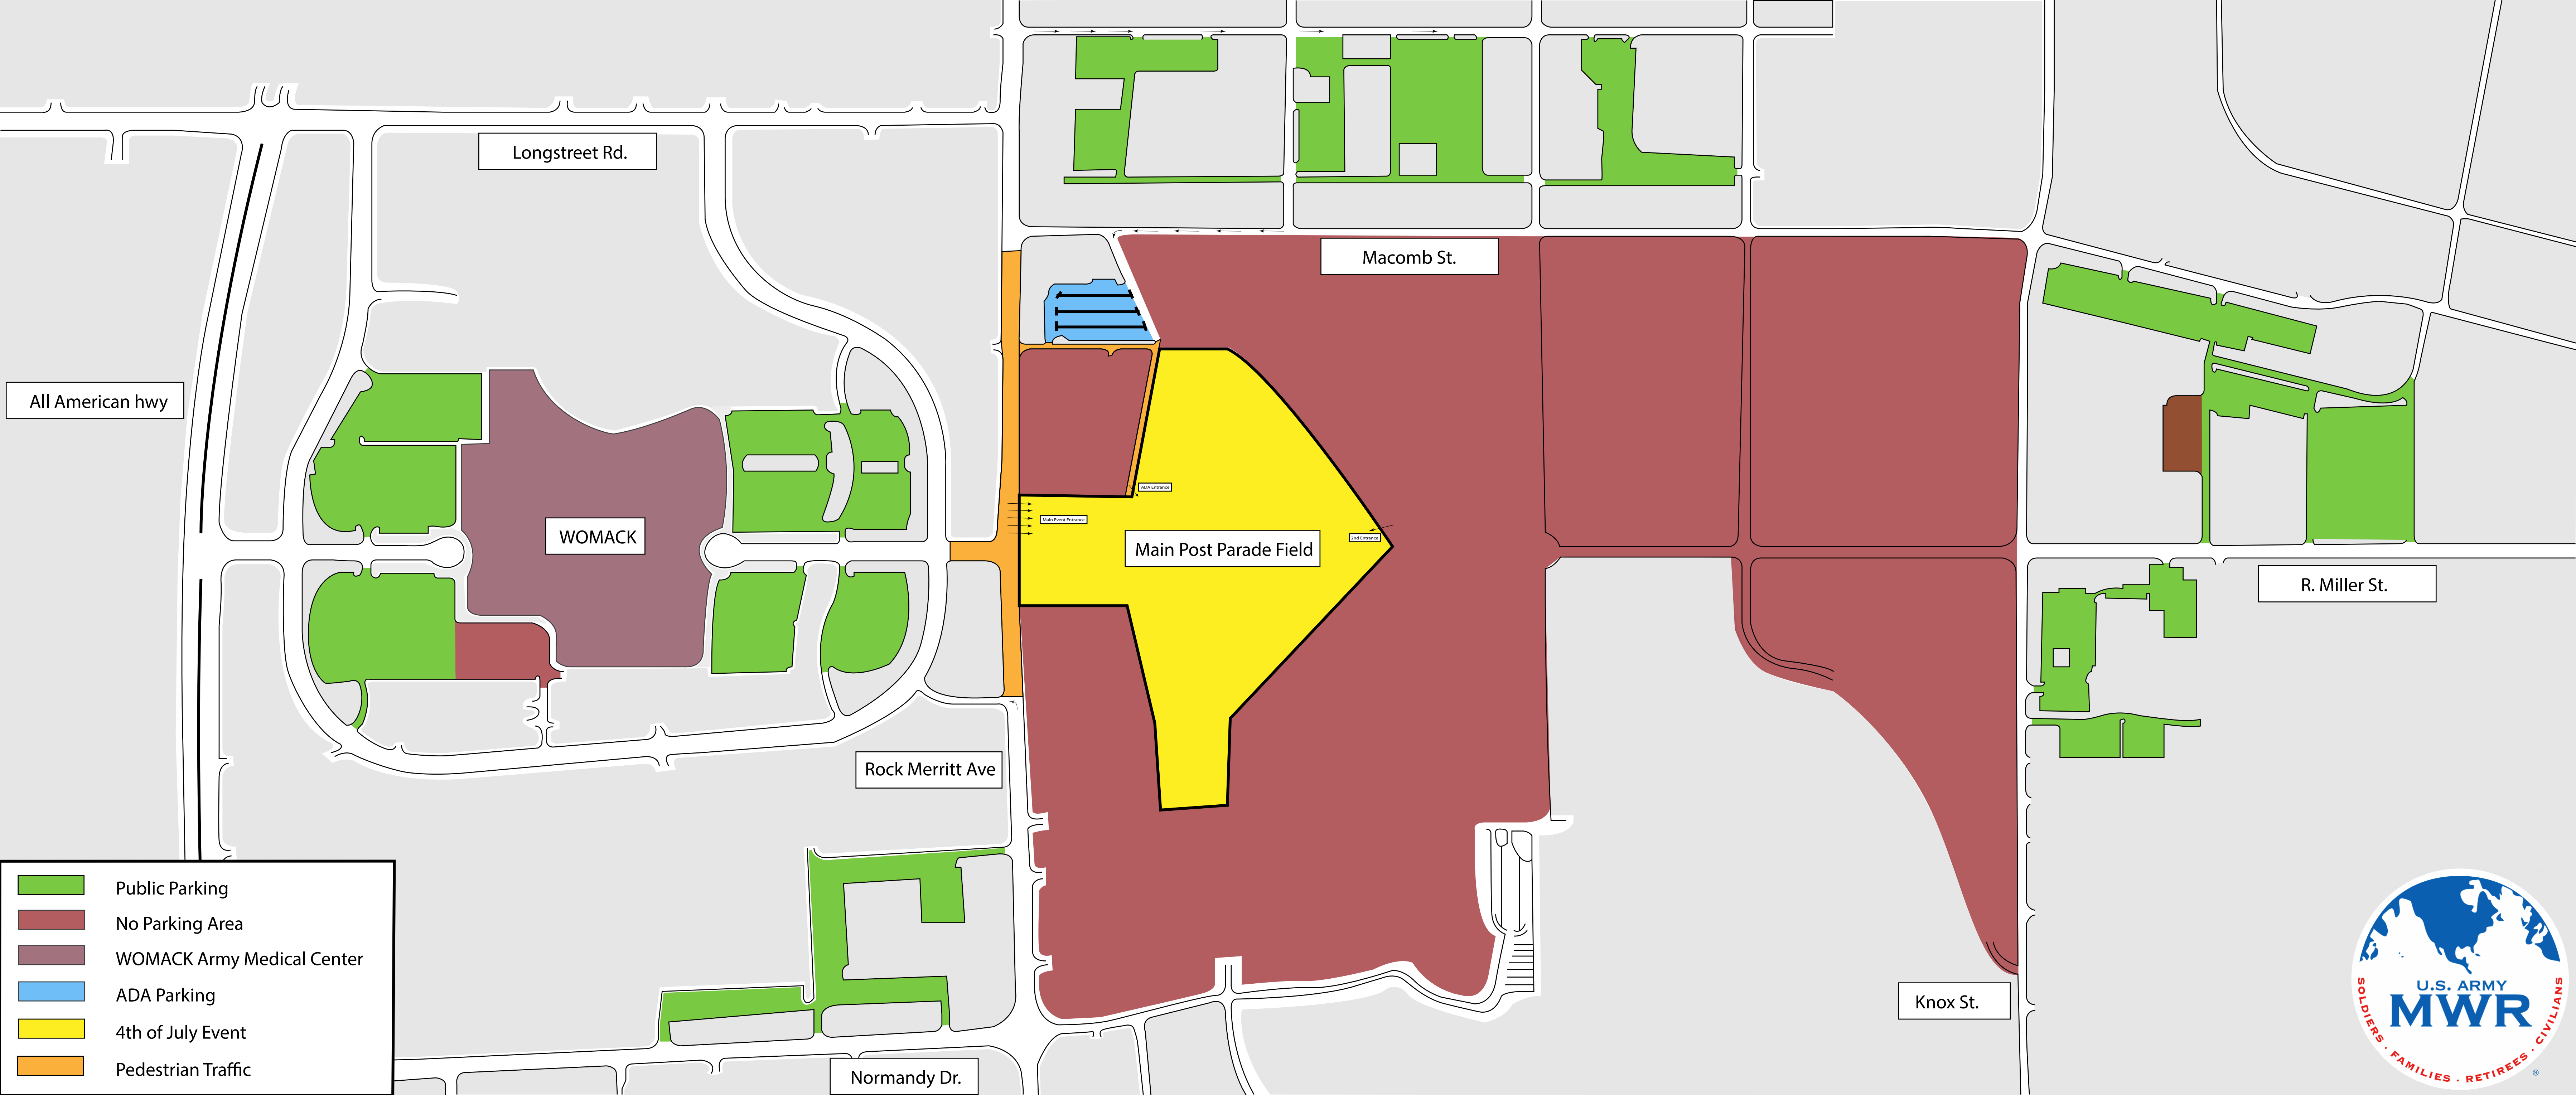 Longstreet Rd.
Macomb St.
All American hwy
ADA Entrance
Main Event Entrance
WOMACK
2nd Entrance
Main Post Parade Field
R. Miller St.
Rock Merritt Ave
Public Parking
No Parking Area
WOMACK Army Medical Center
ADA Parking
4th of July Event
Pedestrian Traffic
Knox St.
Normandy Dr.
U.S. ARMY
MWR
SOLDIERS · FAMILIES · RETIREES · CIVILIANS
®